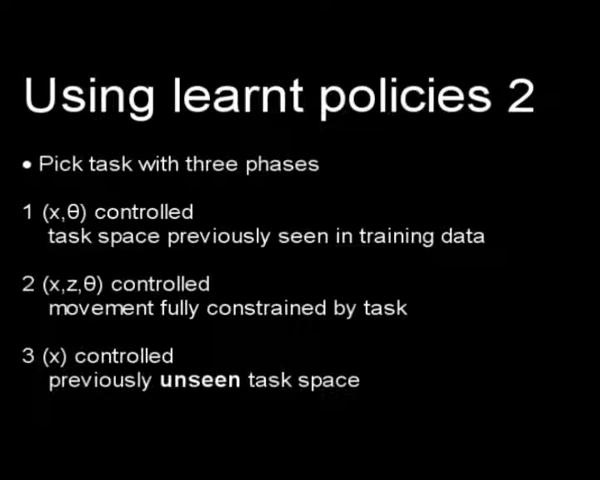 Using learnt policies 2
• Pick task with three phases
1 (x,θ) controlled
task space previously seen in training data
2 (x,z,θ) controlled
movement fully constrained by task
3 (x) controlled
previously unseen task space